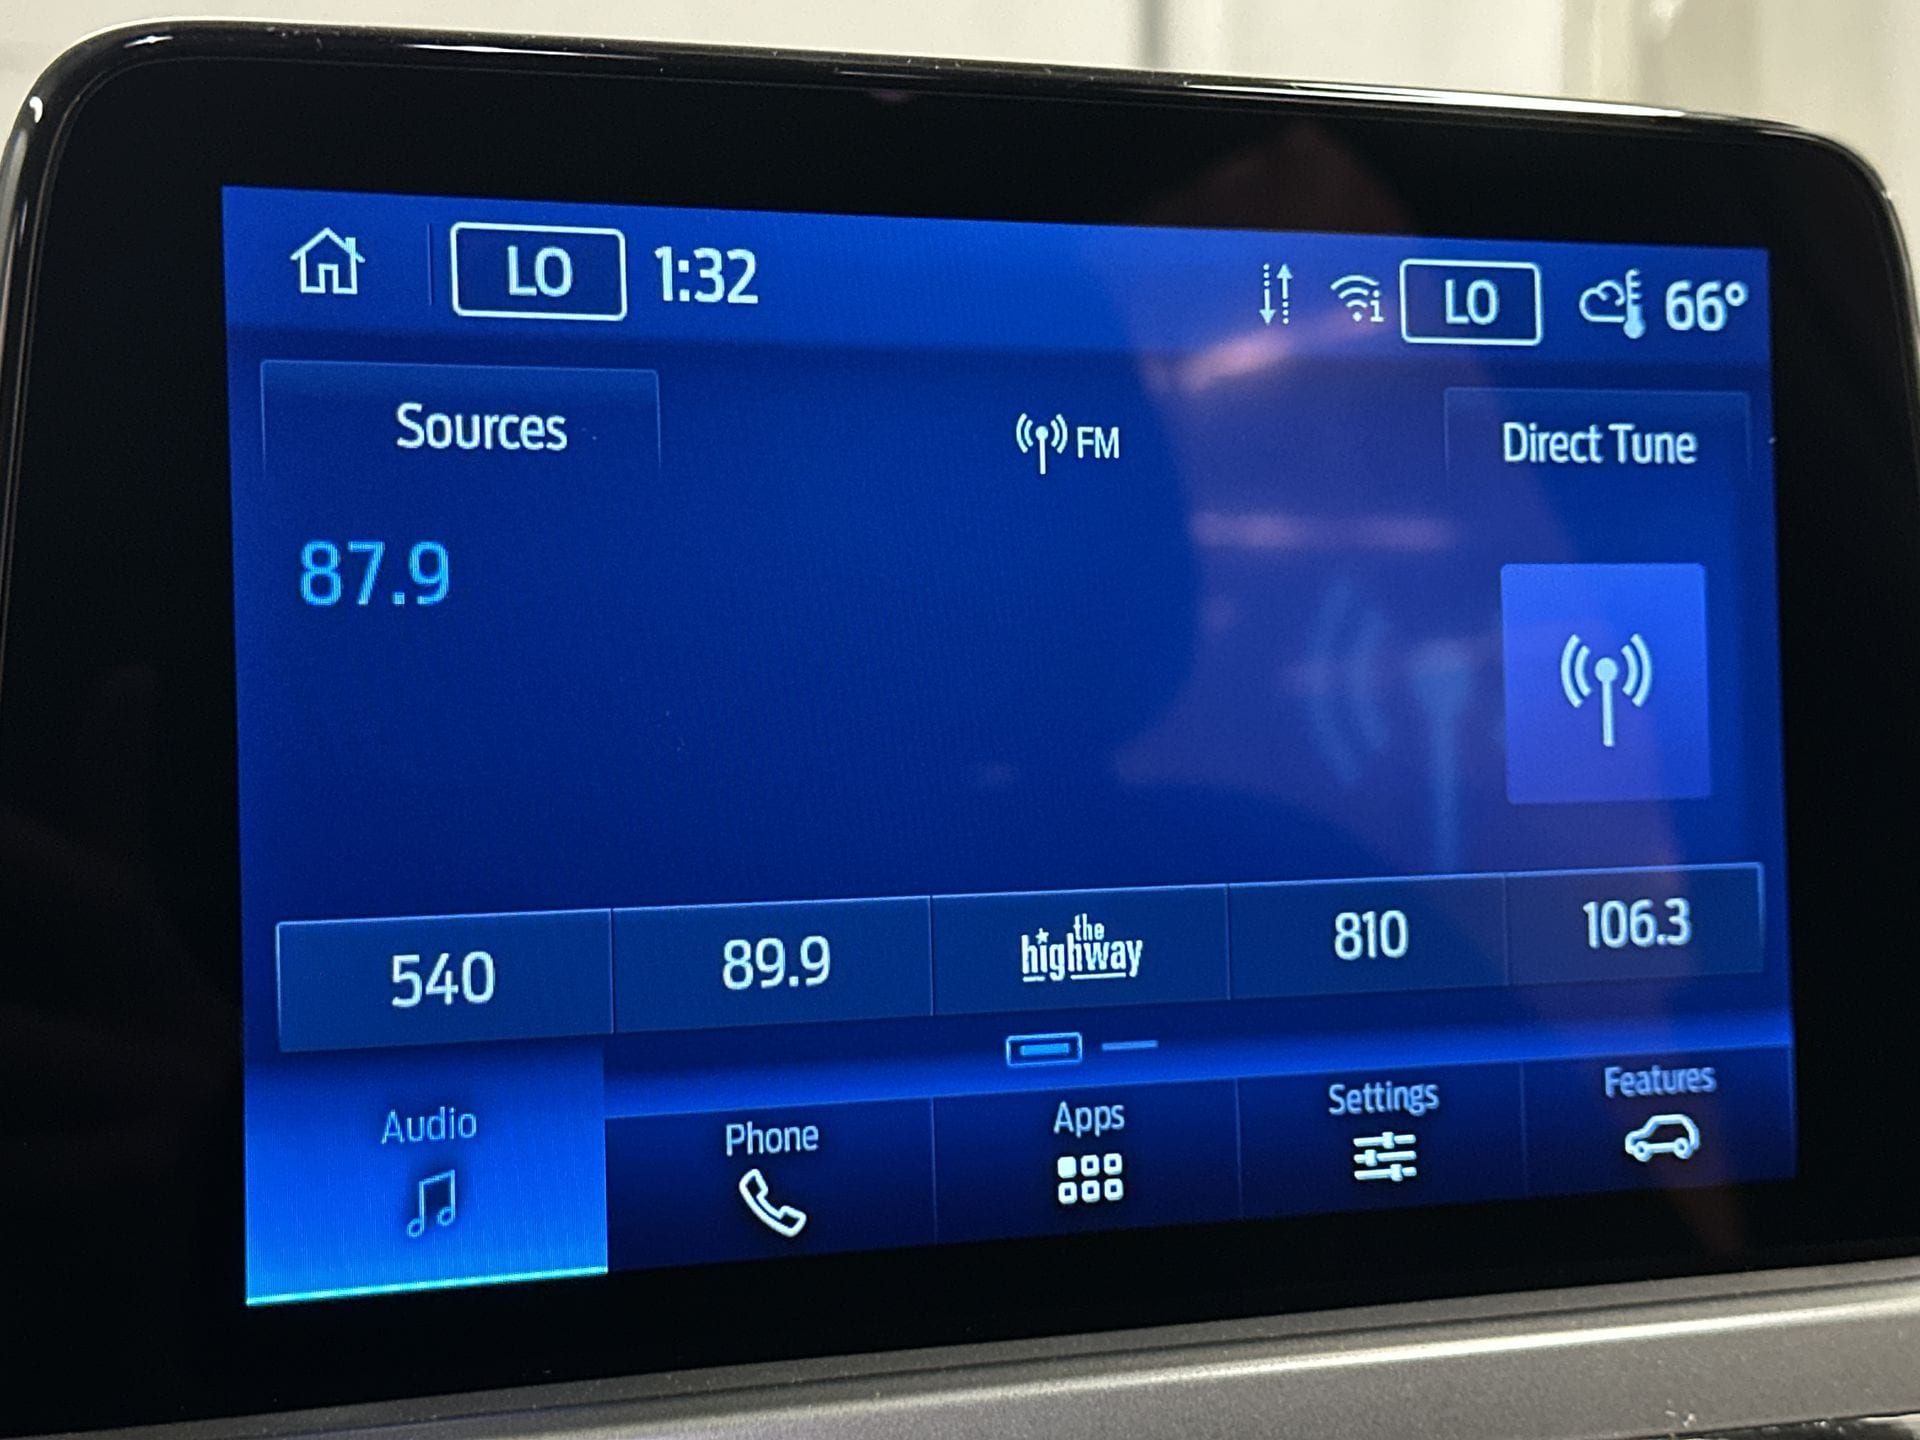 LO 1:32 LO 66°
Sources FM Direct Tune
87.9
540 89.9 the highway 810 106.3
Audio Phone Apps Settings Features